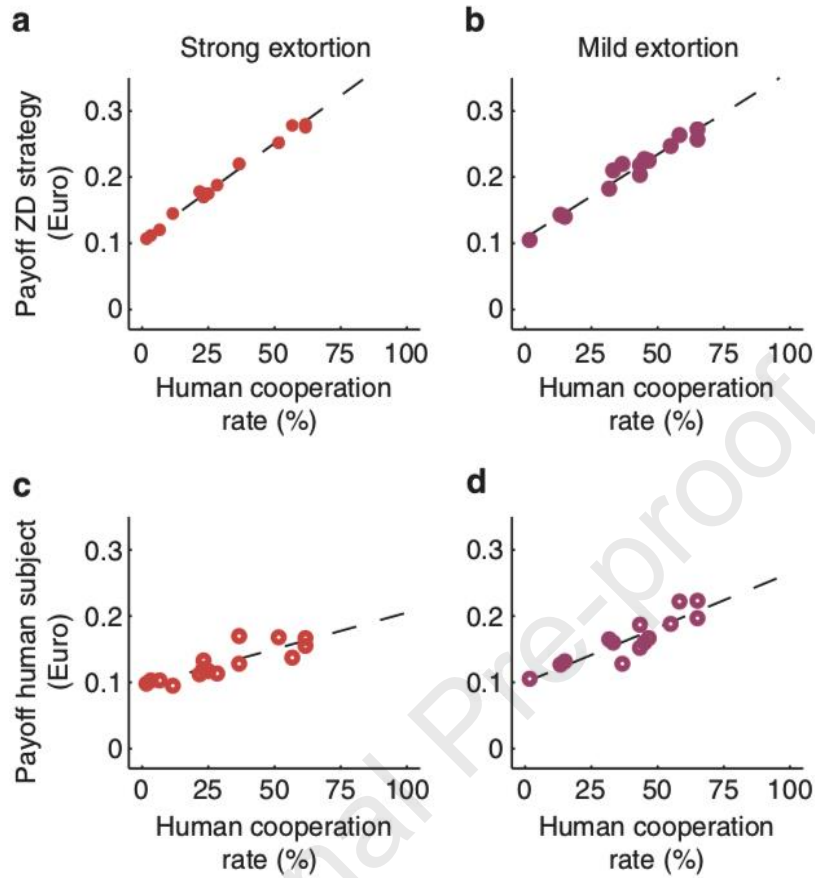 a
Strong extortion
b
Mild extortion
Payoff ZD strategy
(Euro)
0.3
0.2
0.1
0
0 25 50 75 100
Human cooperation
rate (%)
0.3
0.2
0.1
0
0 25 50 75 100
Human cooperation
rate (%)
c
d
Payoff human subject
(Euro)
0.3
0.2
0.1
0
0 25 50 75 100
Human cooperation
rate (%)
0.3
0.2
0.1
0
0 25 50 75 100
Human cooperation
rate (%)
nal Pre-proof